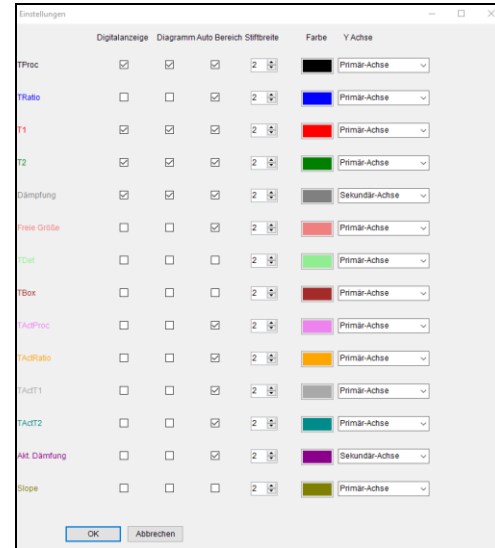 Einstellungen
Digitalanzeige Diagramm Auto Bereich Stiftbreite Farbe Y Achse
TProc 2 Primär-Achse
TRatio 2 Primär-Achse
T1 2 Primär-Achse
T2 2 Primär-Achse
Dämpfung 2 Sekundär-Achse
Freie Größe 2 Primär-Achse
TDet 2 Primär-Achse
TBox 2 Primär-Achse
TActProc 2 Primär-Achse
TActRatio 2 Primär-Achse
TActT1 2 Primär-Achse
TActT2 2 Primär-Achse
Akt. Dämfung 2 Sekundär-Achse
Slope 2 Primär-Achse
OK Abbrechen